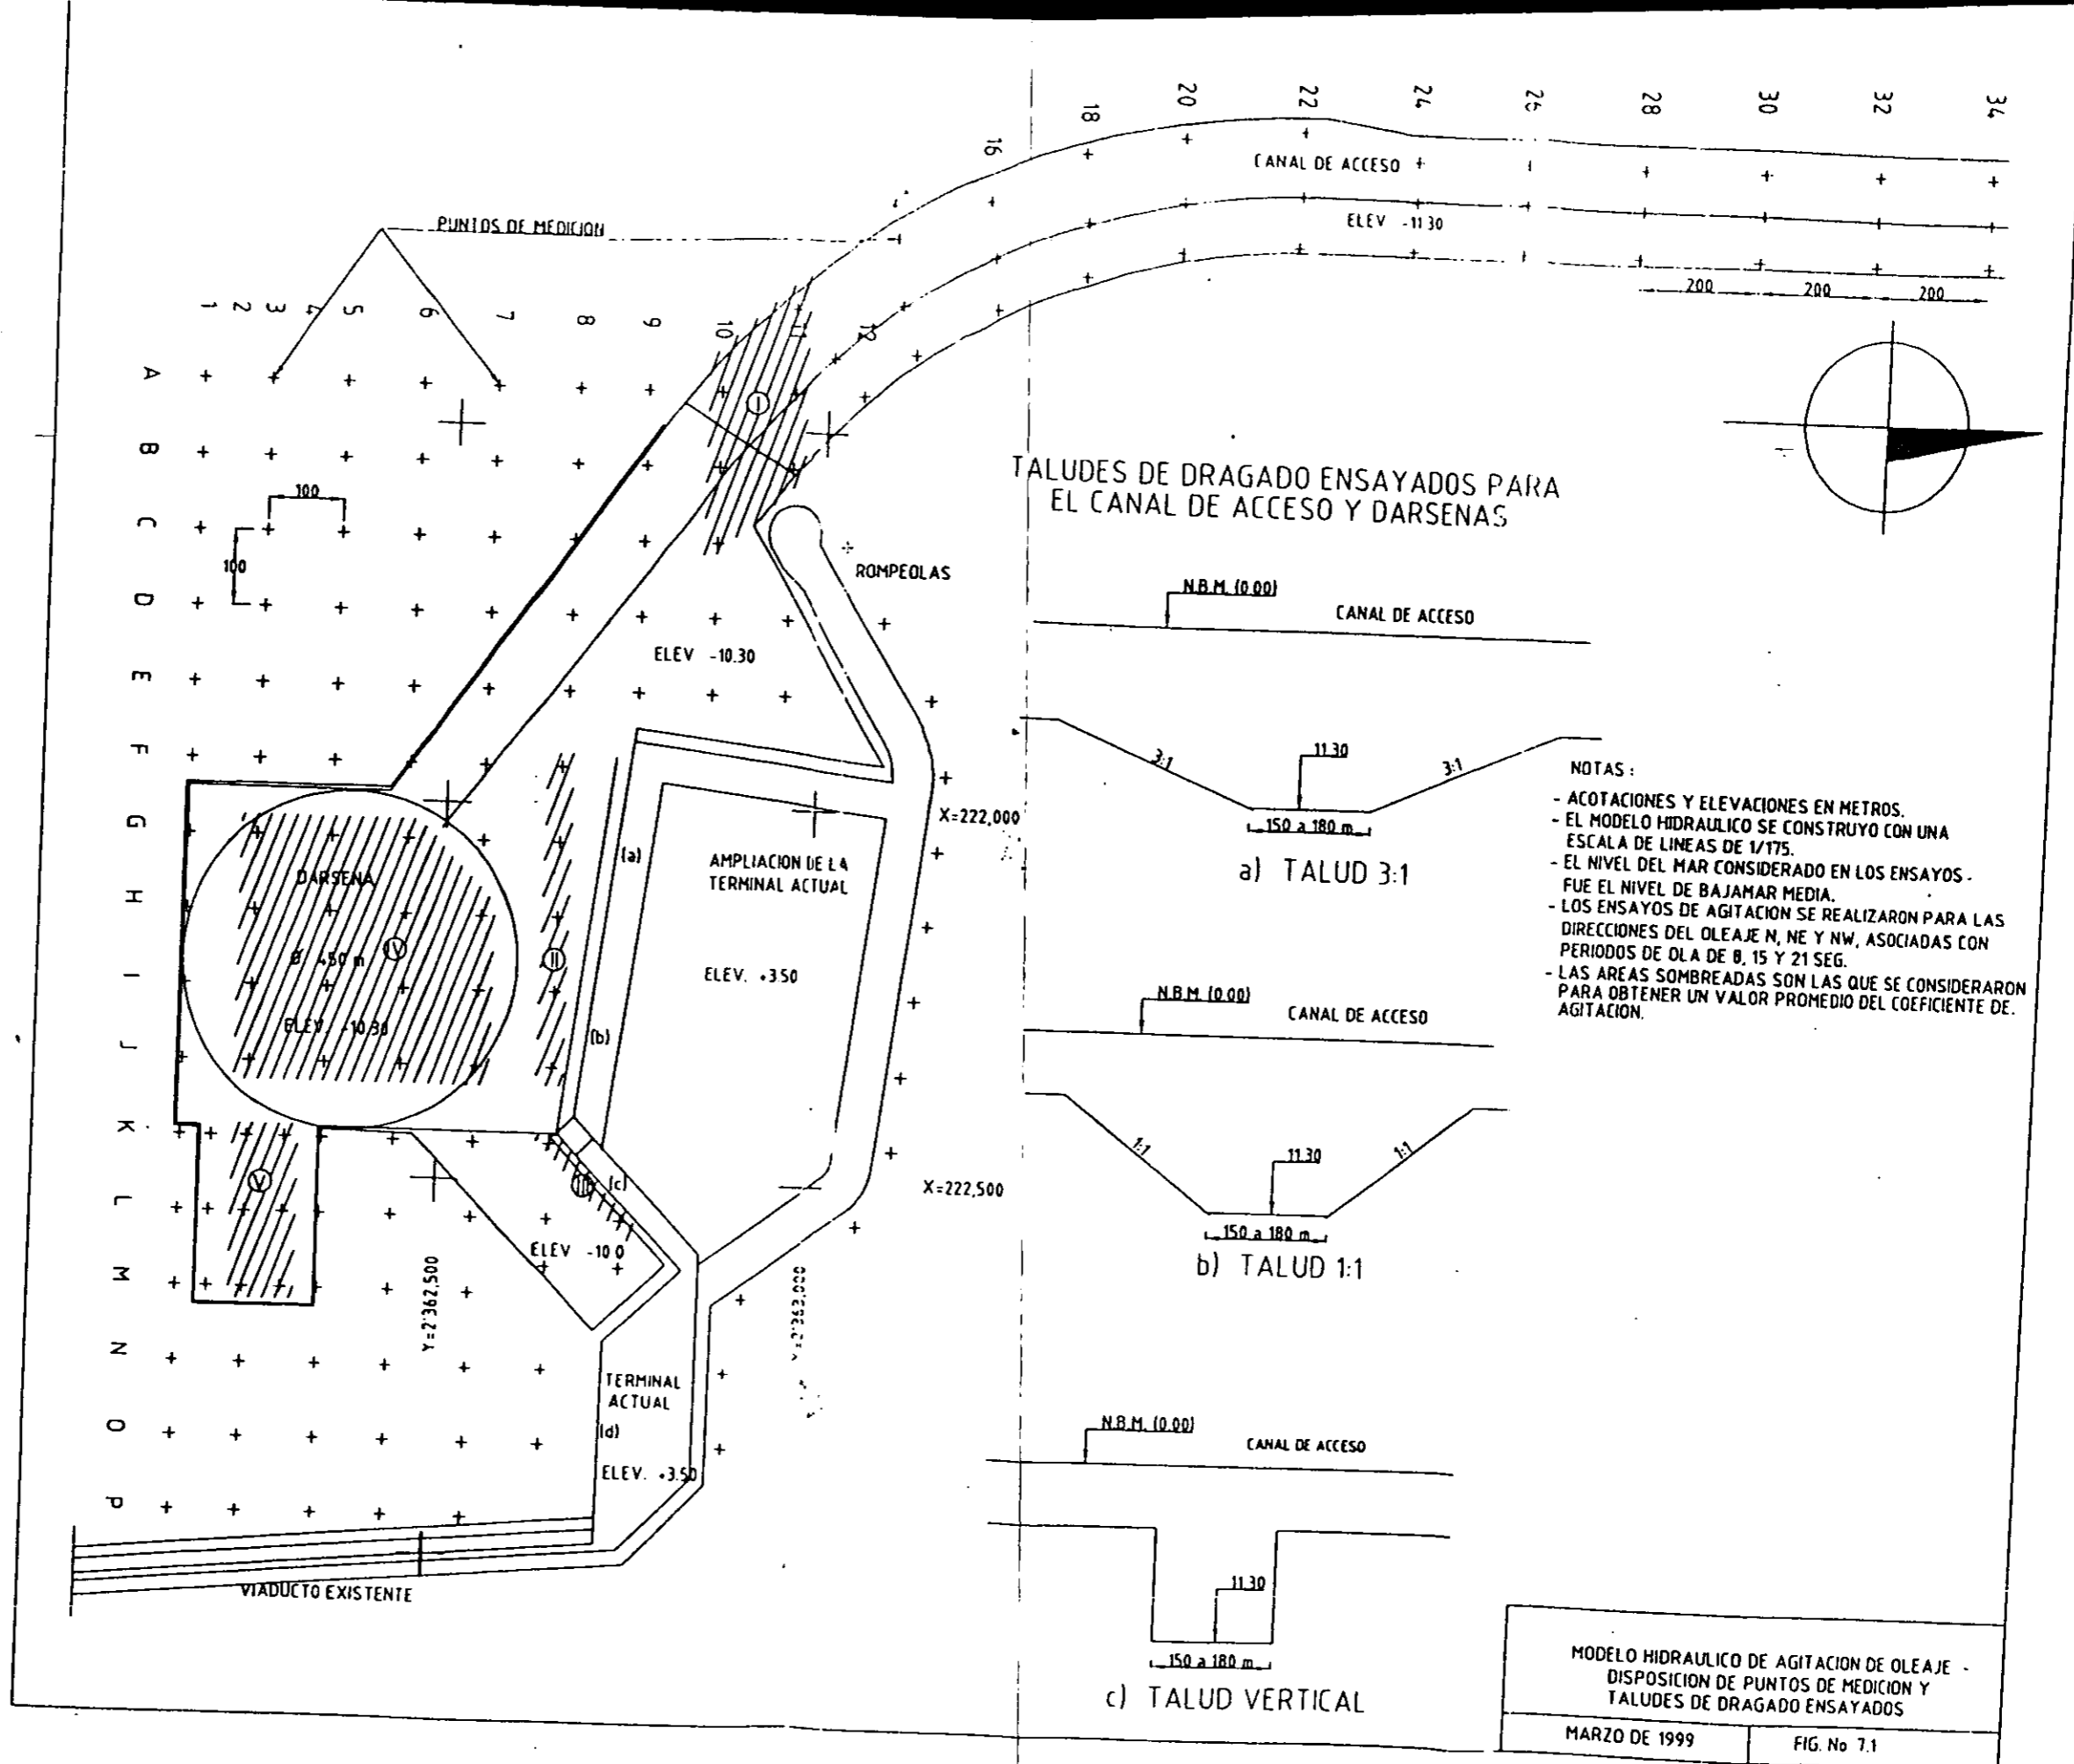 16
18
20
22
24
26
28
30
32
34
CANAL DE ACCESO
ELEV -11.30
200
200
200
PUNTOS DE MEDICION
1
2
3
4
5
6
7
8
9
10
11
12
A
B
C
D
E
F
G
H
I
J
K
L
M
N
O
P
100
100
I
ROMPEOLAS
ELEV -10.30
DARSENA
Ø 450 m
IV
ELEV. -10.30
II
(a)
(b)
AMPLIACION DE LA
TERMINAL ACTUAL
ELEV. +3.50
X=222,000
V
III
(c)
ELEV -10.0
X=222,500
Y=2'362,500
TERMINAL
ACTUAL
(d)
ELEV. +3.50
VIADUCTO EXISTENTE
TALUDES DE DRAGADO ENSAYADOS PARA
EL CANAL DE ACCESO Y DARSENAS
N.B.M. (0.00)
CANAL DE ACCESO
3:1
11.30
3:1
150 a 180 m
a) TALUD 3:1
N.B.M. (0.00)
CANAL DE ACCESO
1:1
11.30
1:1
150 a 180 m
b) TALUD 1:1
N.B.M. (0.00)
CANAL DE ACCESO
11.30
150 a 180 m
c) TALUD VERTICAL
NOTAS :
- ACOTACIONES Y ELEVACIONES EN METROS.
- EL MODELO HIDRAULICO SE CONSTRUYO CON UNA
ESCALA DE LINEAS DE 1/175.
- EL NIVEL DEL MAR CONSIDERADO EN LOS ENSAYOS -
FUE EL NIVEL DE BAJAMAR MEDIA.
- LOS ENSAYOS DE AGITACION SE REALIZARON PARA LAS
DIRECCIONES DEL OLEAJE N, NE Y NW, ASOCIADAS CON
PERIODOS DE OLA DE 8, 15 Y 21 SEG.
- LAS AREAS SOMBREADAS SON LAS QUE SE CONSIDERARON
PARA OBTENER UN VALOR PROMEDIO DEL COEFICIENTE DE.
AGITACION.
MODELO HIDRAULICO DE AGITACION DE OLEAJE -
DISPOSICION DE PUNTOS DE MEDICION Y
TALUDES DE DRAGADO ENSAYADOS
MARZO DE 1999
FIG. No 7.1